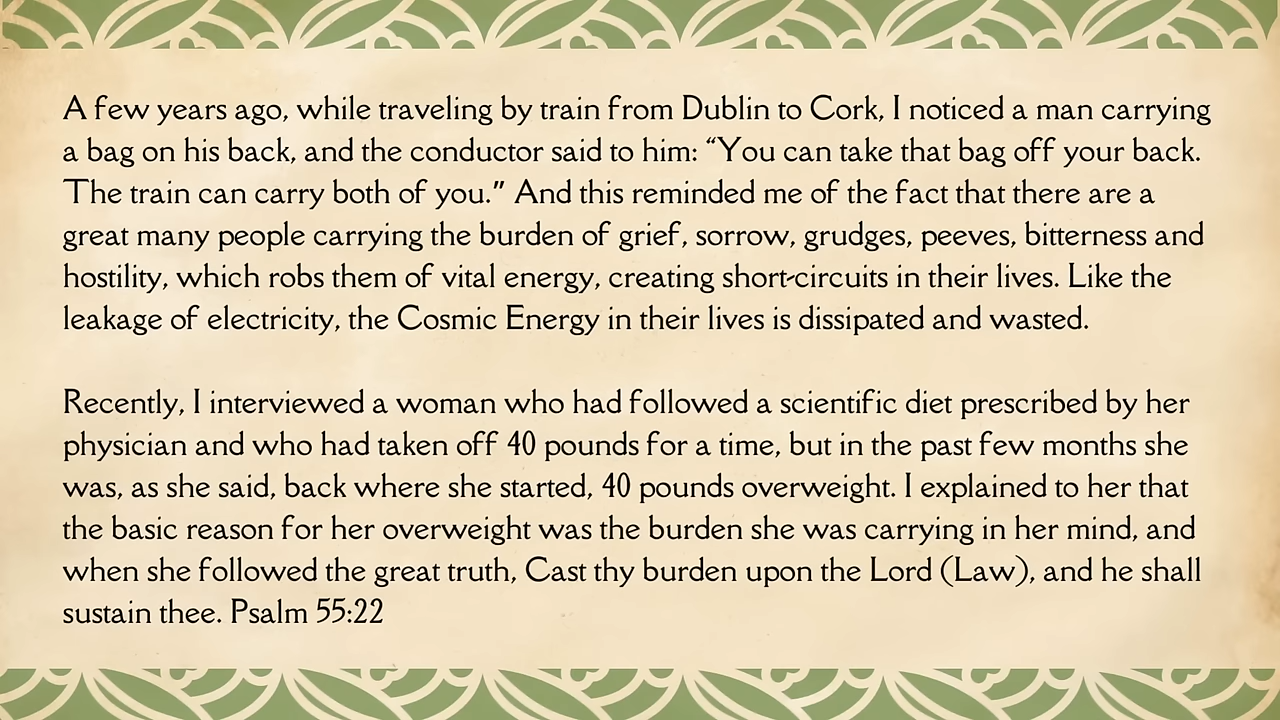 A few years ago, while traveling by train from Dublin to Cork, I noticed a man carrying
a bag on his back, and the conductor said to him: “You can take that bag off your back.
The train can carry both of you." And this reminded me of the fact that there are a
great many people carrying the burden of grief, sorrow, grudges, peeves, bitterness and
hostility, which robs them of vital energy, creating short-circuits in their lives. Like the
leakage of electricity, the Cosmic Energy in their lives is dissipated and wasted.
Recently, I interviewed a woman who had followed a scientific diet prescribed by her
physician and who had taken off 40 pounds for a time, but in the past few months she
was, as she said, back where she started, 40 pounds overweight. I explained to her that
the basic reason for her overweight was the burden she was carrying in her mind, and
when she followed the great truth, Cast thy burden upon the Lord (Law), and he shall
sustain thee. Psalm 55:22